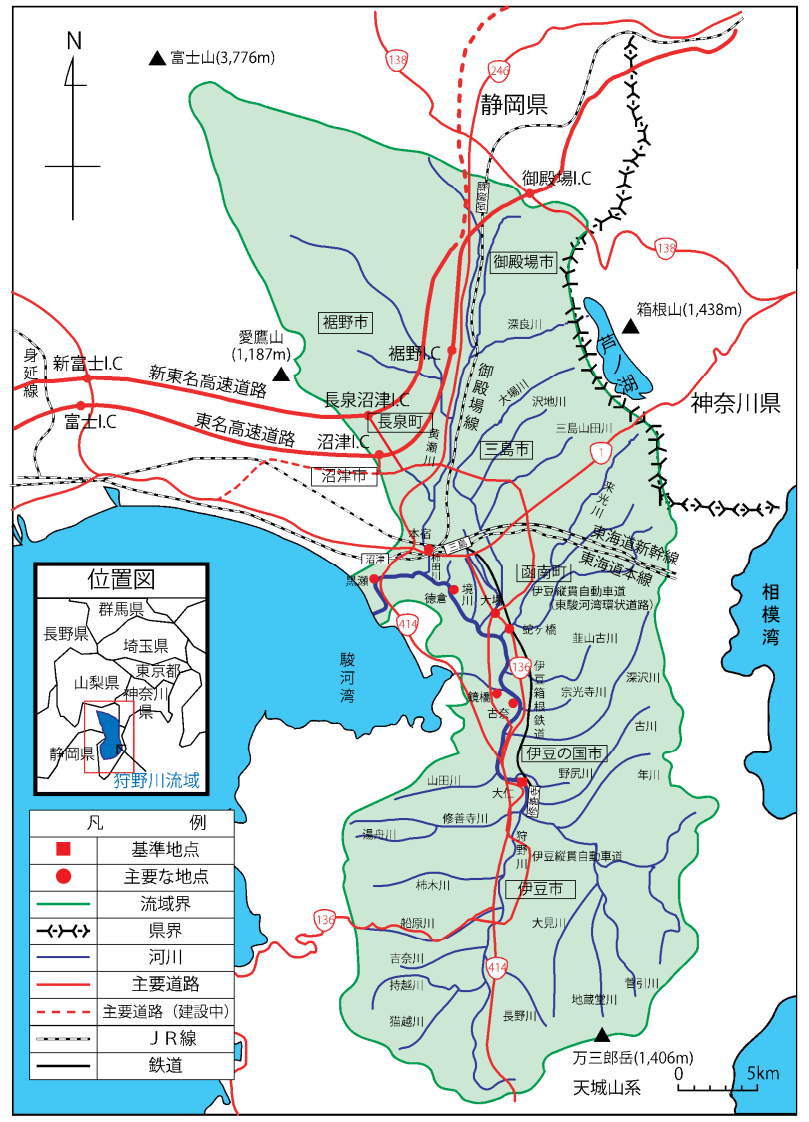 N
富士山(3,776m)
138
246
静岡県
御殿場I.C
御殿場
138
御殿場市
裾野市
深良川
箱根山(1,438m)
芦ノ湖
愛鷹山
(1,187m)
裾野I.C
御殿場線
身延線
新富士I.C
新東名高速道路
長泉沼津I.C
大場川
沢地川
神奈川県
富士I.C
東名高速道路
長泉町
黄瀬川
三島山田川
沼津I.C
三島市
1
沼津市
来光川
本宿
三島
東海道新幹線
東海道本線
沼津
柿田川
黒瀬
徳倉
境川
大場
函南町
伊豆縦貫自動車道
(東駿河湾環状道路)
相模湾
414
蛇ケ橋
韮山古川
駿河湾
136
伊豆箱根鉄道
深沢川
鏡橋
宗光寺川
古奈
古川
伊豆の国市
山田川
大仁
修善寺
野尻川
年川
修善寺川
湯舟川
狩野川
伊豆縦貫自動車道
柿木川
伊豆市
136
船原川
大見川
吉奈川
414
持越川
菅引川
地蔵堂川
猫越川
長野川
万三郎岳(1,406m)
天城山系
0
5km
位置図
群馬県
長野県
埼玉県
東京都
山梨県
神奈川
県
静岡県
狩野川流域
凡 例
基準地点
主要な地点
流域界
県界
河川
主要道路
主要道路（建設中）
ＪＲ線
鉄道